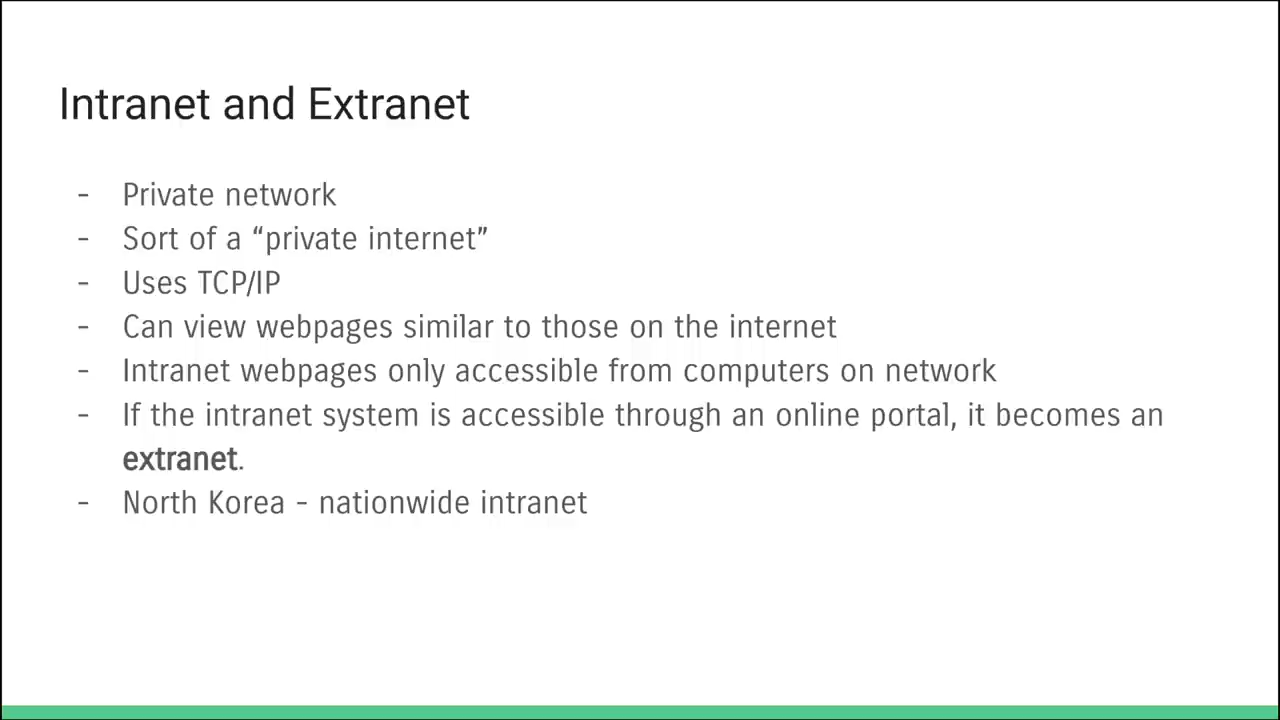 Intranet and Extranet
- Private network
- Sort of a “private internet”
- Uses TCP/IP
- Can view webpages similar to those on the internet
- Intranet webpages only accessible from computers on network
- If the intranet system is accessible through an online portal, it becomes an
extranet.
- North Korea - nationwide intranet